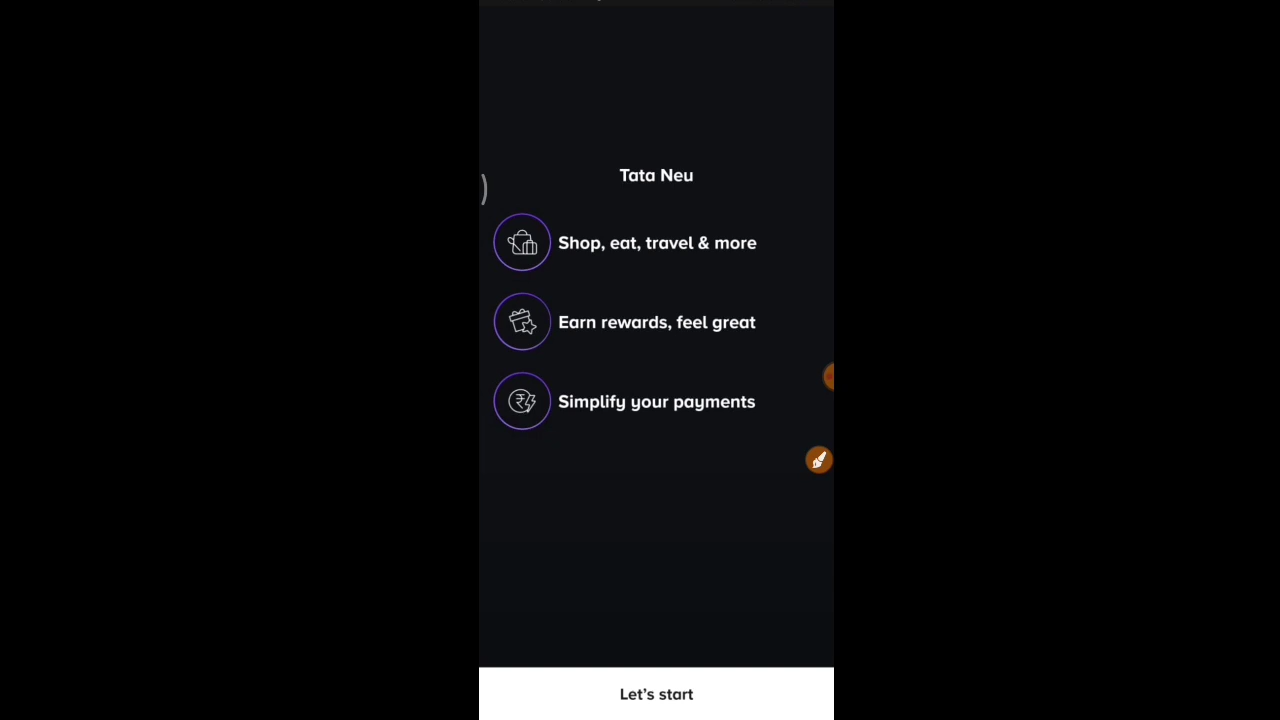 Tata Neu
Shop, eat, travel & more
Earn rewards, feel great
Simplify your payments
Let's start